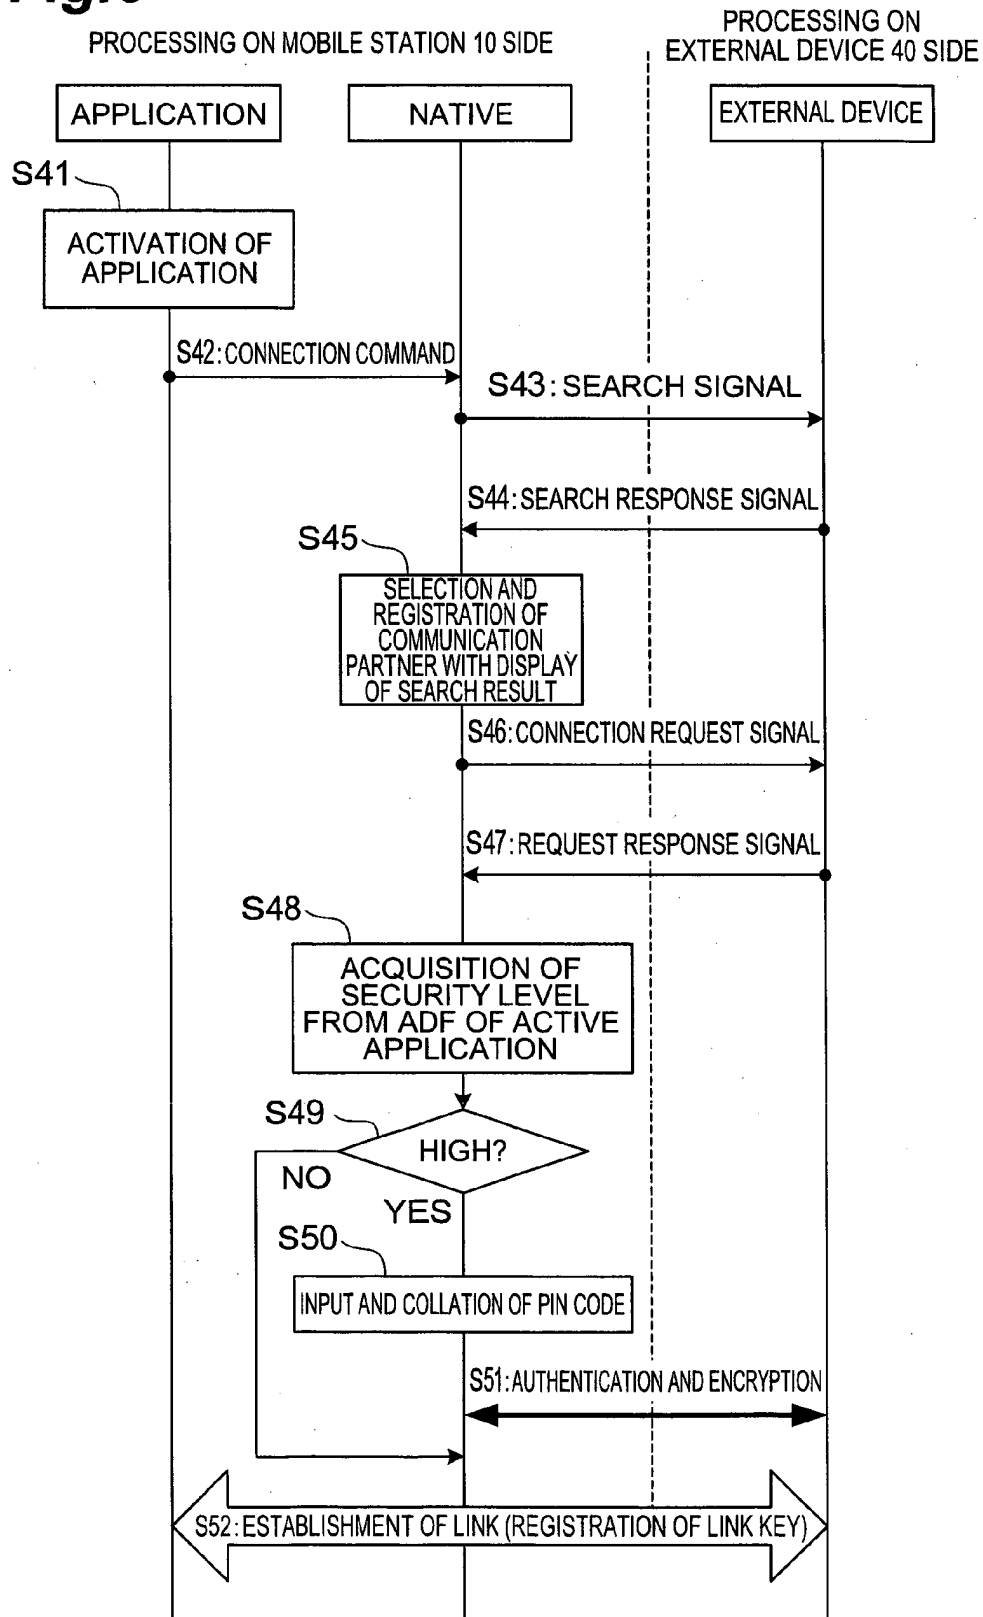 PROCESSING ON MOBILE STATION 10 SIDE
PROCESSING ON
EXTERNAL DEVICE 40 SIDE
APPLICATION
NATIVE
EXTERNAL DEVICE
S41
ACTIVATION OF
APPLICATION
S42:CONNECTION COMMAND
S43:SEARCH SIGNAL
S44:SEARCH RESPONSE SIGNAL
S45
SELECTION AND
REGISTRATION OF
COMMUNICATION
PARTNER WITH DISPLAY
OF SEARCH RESULT
S46:CONNECTION REQUEST SIGNAL
S47:REQUEST RESPONSE SIGNAL
S48
ACQUISITION OF
SECURITY LEVEL
FROM ADF OF ACTIVE
APPLICATION
S49
HIGH?
NO
YES
S50
INPUT AND COLLATION OF PIN CODE
S51:AUTHENTICATION AND ENCRYPTION
S52:ESTABLISHMENT OF LINK (REGISTRATION OF LINK KEY)